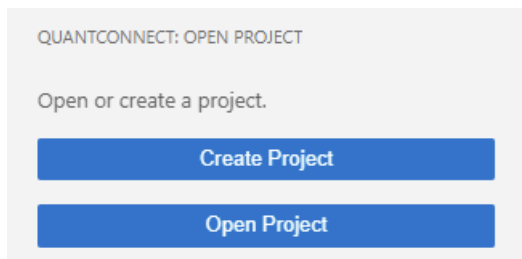 QUANTCONNECT: OPEN PROJECT
Open or create a project.
Create Project
Open Project